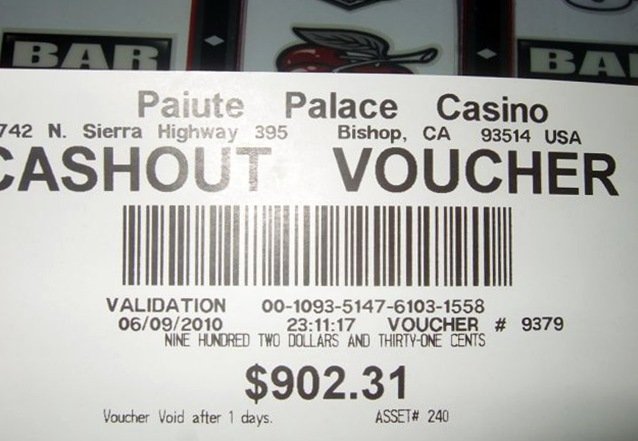 BAR
BA
Paiute Palace Casino
742 N. Sierra Highway 395 Bishop, CA 93514 USA
CASHOUT VOUCHER
VALIDATION 00-1093-5147-6103-1558
06/09/2010 23:11:17 VOUCHER # 9379
NINE HUNDRED TWO DOLLARS AND THIRTY-ONE CENTS
$902.31
Voucher Void after 1 days. ASSET# 240